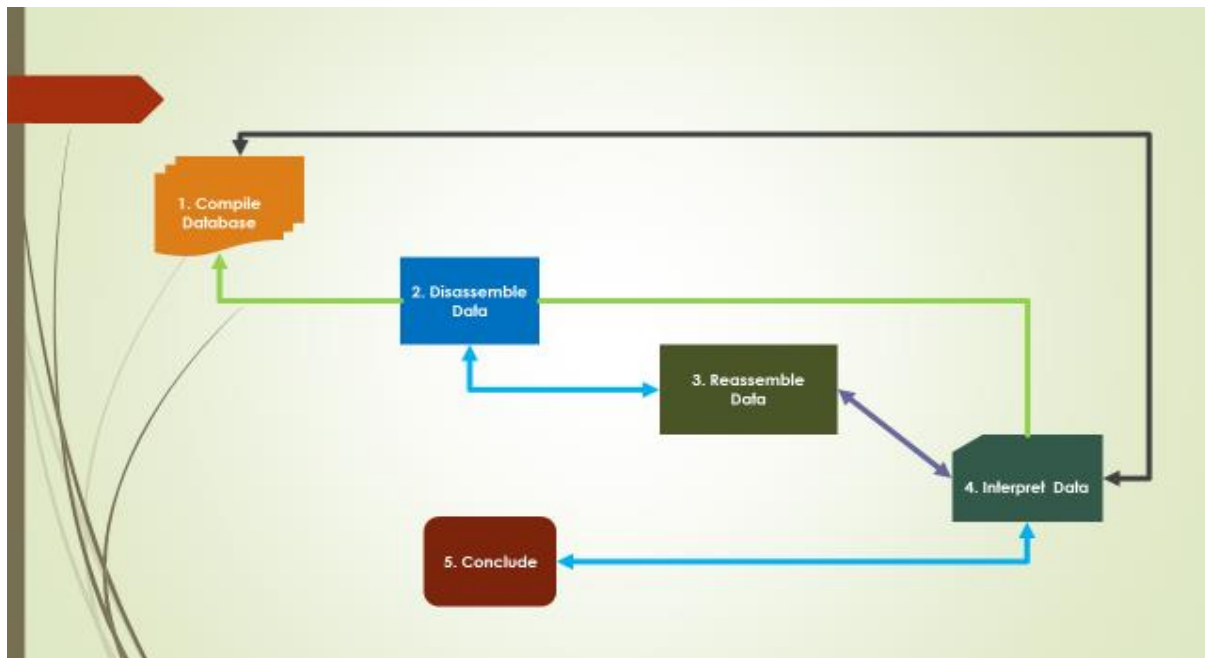 1. Compile
Database
2. Disassemble
Data
3. Reassemble
Data
4. Interpret Data
5. Conclude